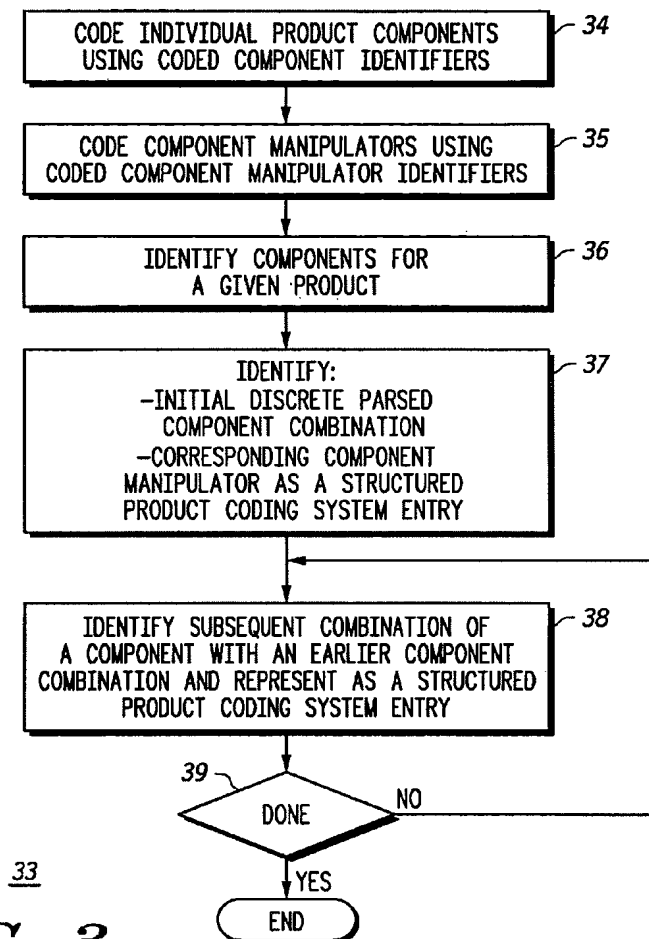 CODE INDIVIDUAL PRODUCT COMPONENTS
USING CODED COMPONENT IDENTIFIERS
34
CODE COMPONENT MANIPULATORS USING
CODED COMPONENT MANIPULATOR IDENTIFIERS
35
IDENTIFY COMPONENTS FOR
A GIVEN PRODUCT
36
IDENTIFY:
-INITIAL DISCRETE PARSED
COMPONENT COMBINATION
-CORRESPONDING COMPONENT
MANIPULATOR AS A STRUCTURED
PRODUCT CODING SYSTEM ENTRY
37
IDENTIFY SUBSEQUENT COMBINATION OF
A COMPONENT WITH AN EARLIER COMPONENT
COMBINATION AND REPRESENT AS A STRUCTURED
PRODUCT CODING SYSTEM ENTRY
38
39
DONE
NO
YES
END
33